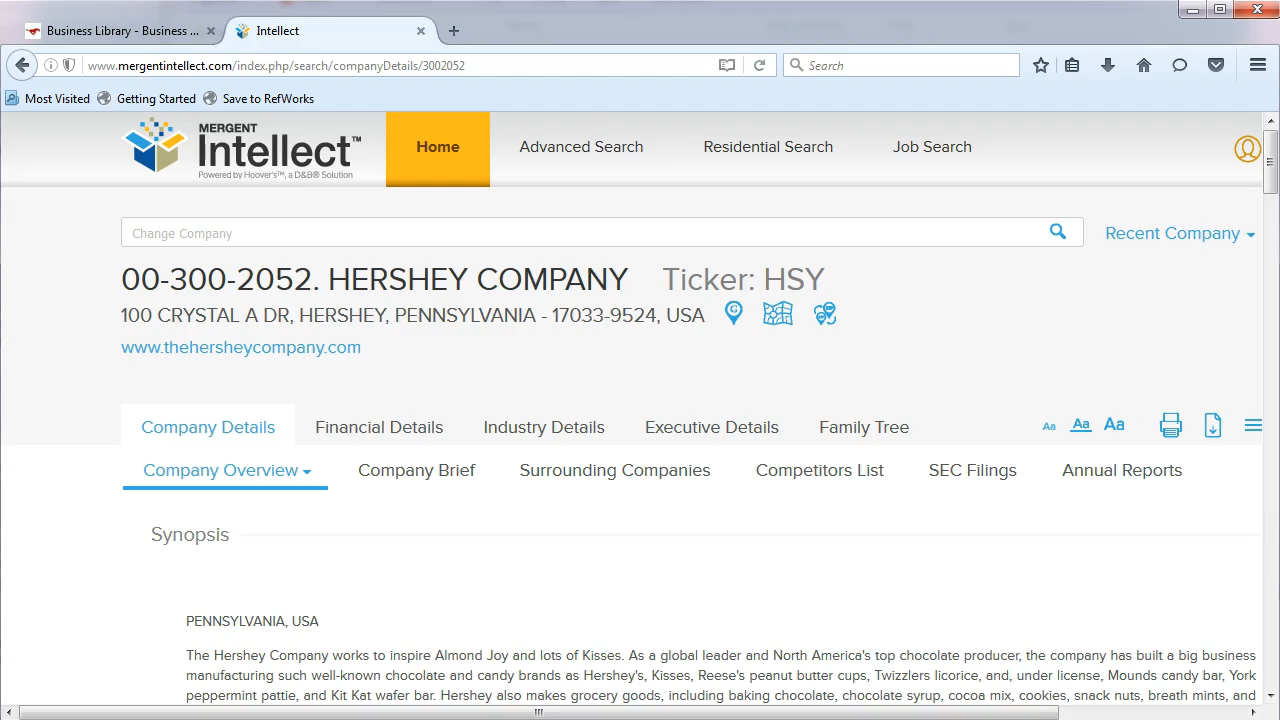 Business Library - Business ...
Intellect
www.mergentintellect.com/index.php/search/companyDetails/3002052
Search
Most Visited
Getting Started
Save to RefWorks
MERGENT
Intellect™
Powered by Hoover's™, a D&B® Solution
Home
Advanced Search
Residential Search
Job Search
Change Company
Recent Company
00-300-2052. HERSHEY COMPANY Ticker: HSY
100 CRYSTAL A DR, HERSHEY, PENNSYLVANIA - 17033-9524, USA
www.thehersheycompany.com
Company Details
Financial Details
Industry Details
Executive Details
Family Tree
Aa Aa Aa
Company Overview
Company Brief
Surrounding Companies
Competitors List
SEC Filings
Annual Reports
Synopsis
PENNSYLVANIA, USA
The Hershey Company works to inspire Almond Joy and lots of Kisses. As a global leader and North America's top chocolate producer, the company has built a big business
manufacturing such well-known chocolate and candy brands as Hershey's, Kisses, Reese's peanut butter cups, Twizzlers licorice, and, under license, Mounds candy bar, York
peppermint pattie, and Kit Kat wafer bar. Hershey also makes grocery goods, including baking chocolate, chocolate syrup, cocoa mix, cookies, snack nuts, breath mints, and